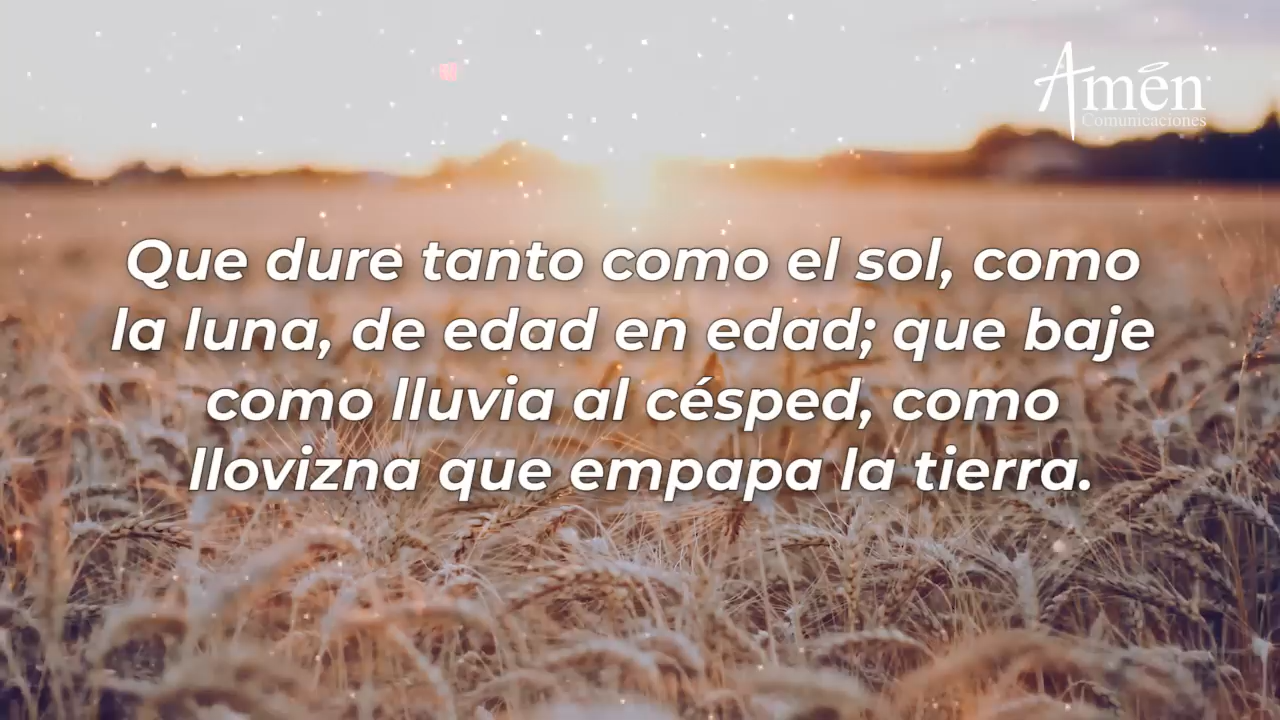 Amén
Comunicaciones
Que dure tanto como el sol, como
la luna, de edad en edad; que baje
como lluvia al césped, como
llovizna que empapa la tierra.